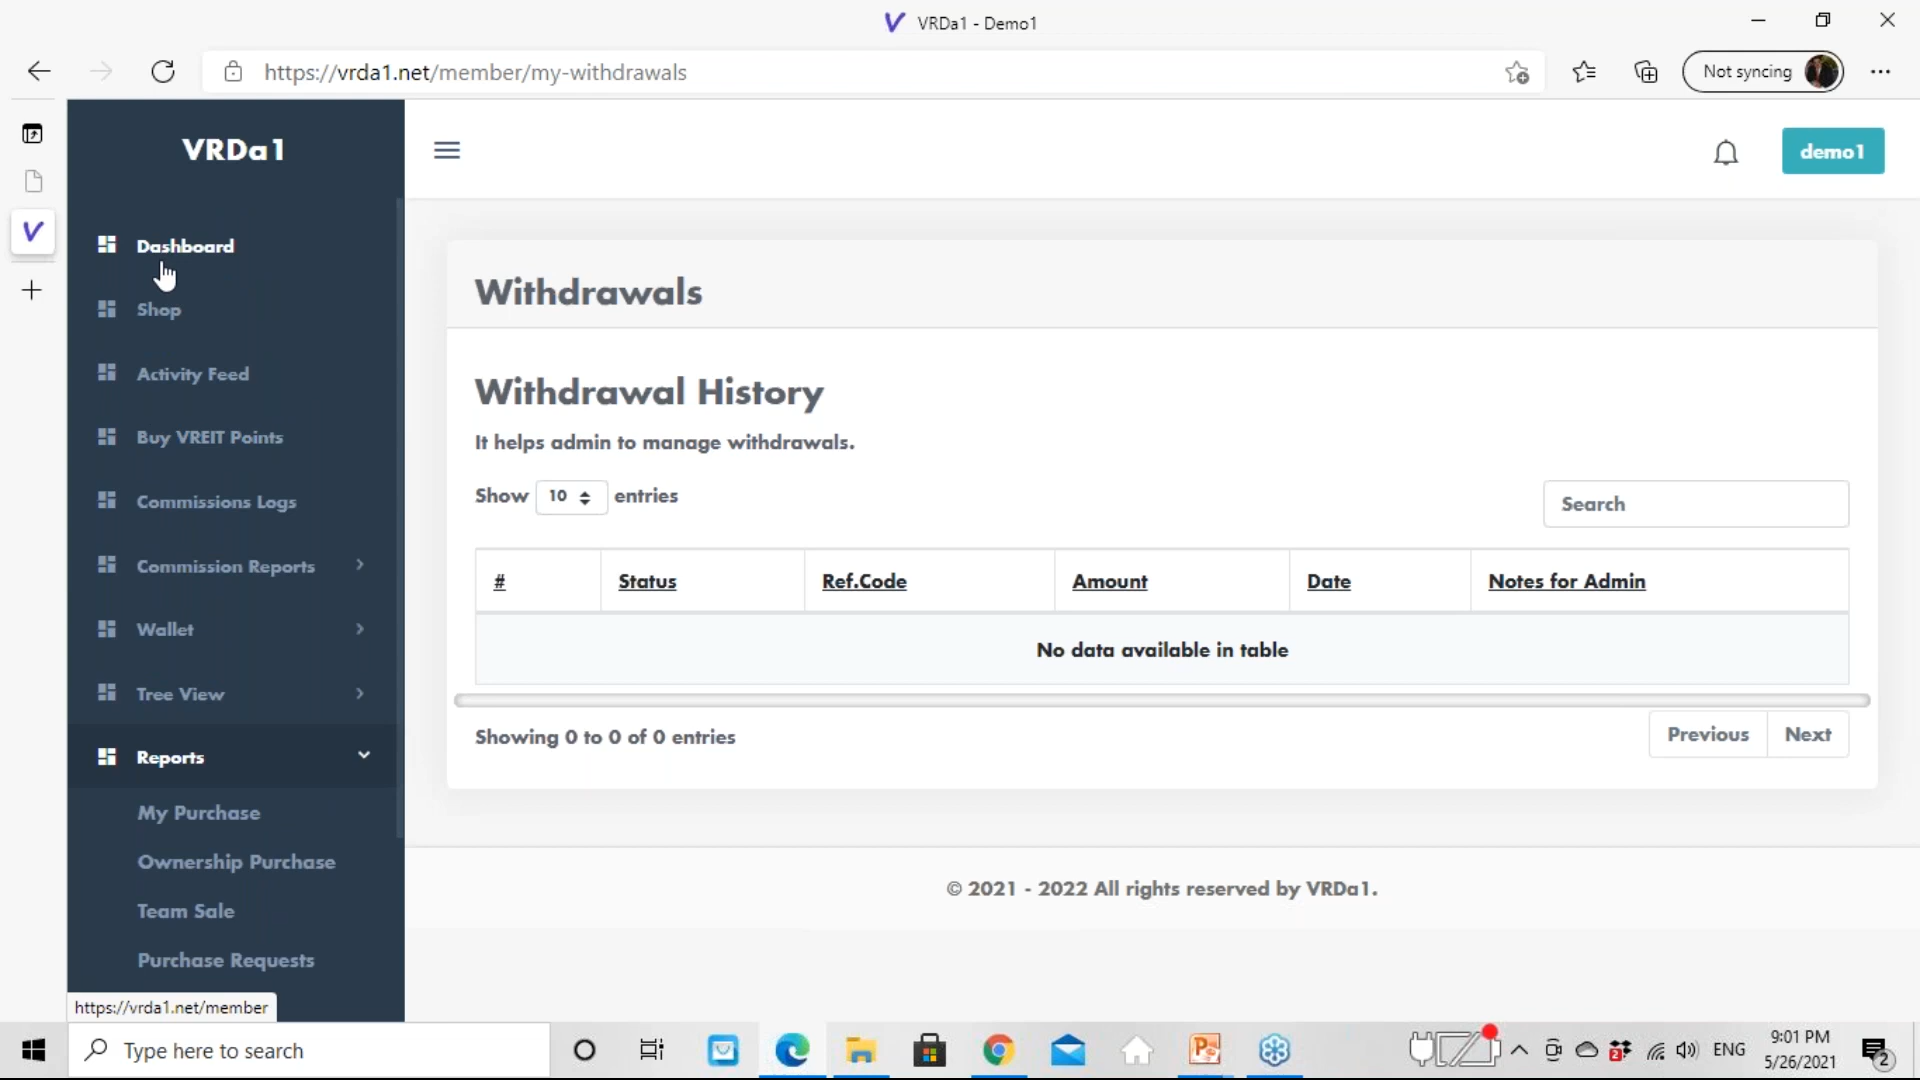 VRDa1 - Demo1
https://vrda1.net/member/my-withdrawals
Not syncing
VRDa1
demo1
Dashboard
Shop
Activity Feed
Buy VREIT Points
Commissions Logs
Commission Reports
Wallet
Tree View
Reports
My Purchase
Ownership Purchase
Team Sale
Purchase Requests
https://vrda1.net/member
Withdrawals
Withdrawal History
It helps admin to manage withdrawals.
Show 10 entries
Search
# Status Ref.Code Amount Date Notes for Admin
No data available in table
Showing 0 to 0 of 0 entries
Previous Next
© 2021 - 2022 All rights reserved by VRDa1.
Type here to search
ENG
9:01 PM
5/26/2021
2
2